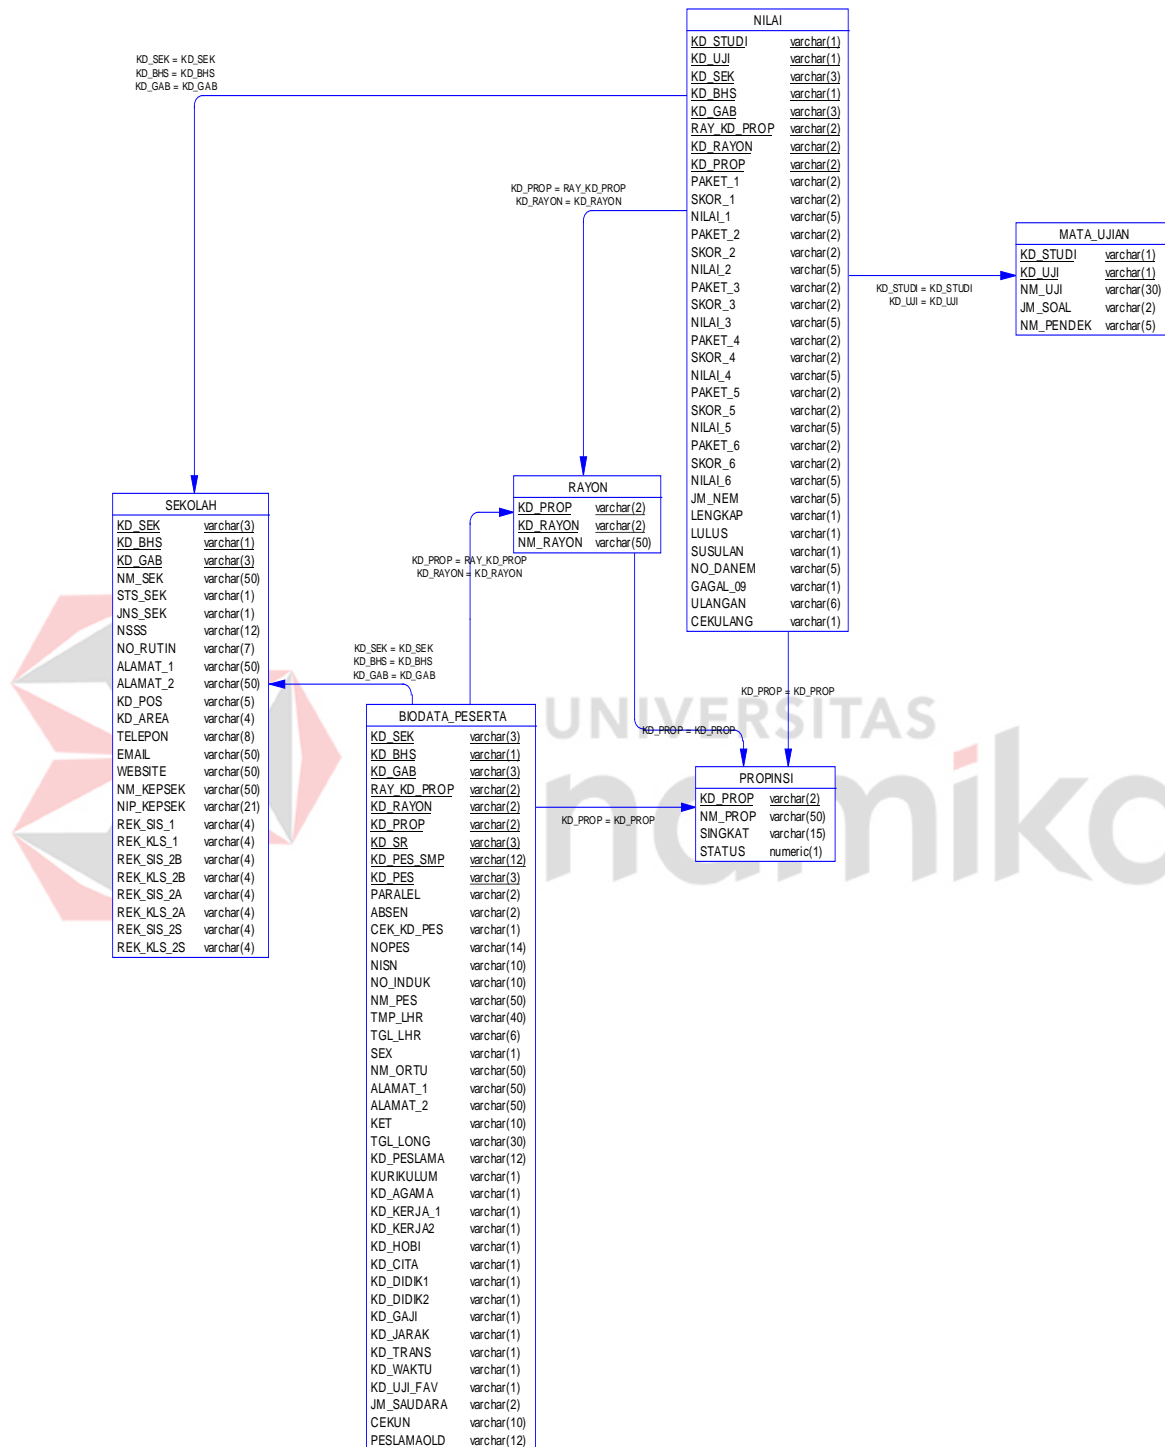 NILAI
KD_STUDI varchar(1)
KD_UJI varchar(1)
KD_SEK varchar(3)
KD_BHS varchar(1)
KD_GAB varchar(3)
RAY_KD_PROP varchar(2)
KD_RAYON varchar(2)
KD_PROP varchar(2)
PAKET_1 varchar(2)
SKOR_1 varchar(2)
NILAI_1 varchar(5)
PAKET_2 varchar(2)
SKOR_2 varchar(2)
NILAI_2 varchar(5)
PAKET_3 varchar(2)
SKOR_3 varchar(2)
NILAI_3 varchar(5)
PAKET_4 varchar(2)
SKOR_4 varchar(2)
NILAI_4 varchar(5)
PAKET_5 varchar(2)
SKOR_5 varchar(2)
NILAI_5 varchar(5)
PAKET_6 varchar(2)
SKOR_6 varchar(2)
NILAI_6 varchar(5)
JM_NEM varchar(5)
LENGKAP varchar(1)
LULUS varchar(1)
SUSULAN varchar(1)
NO_DANEM varchar(5)
GAGAL_09 varchar(1)
ULANGAN varchar(6)
CEKULANG varchar(1)
KD_SEK = KD_SEK
KD_BHS = KD_BHS
KD_GAB = KD_GAB
KD_PROP = RAY_KD_PROP
KD_RAYON = KD_RAYON
KD_STUDI = KD_STUDI
KD_UJI = KD_UJI
MATA_UJIAN
KD_STUDI varchar(1)
KD_UJI varchar(1)
NM_UJI varchar(30)
JM_SOAL varchar(2)
NM_PENDEK varchar(5)
RAYON
KD_PROP varchar(2)
KD_RAYON varchar(2)
NM_RAYON varchar(50)
KD_PROP = RAY_KD_PROP
KD_RAYON = KD_RAYON
SEKOLAH
KD_SEK varchar(3)
KD_BHS varchar(1)
KD_GAB varchar(3)
NM_SEK varchar(50)
STS_SEK varchar(1)
JNS_SEK varchar(1)
NSSS varchar(12)
NO_RUTIN varchar(7)
ALAMAT_1 varchar(50)
ALAMAT_2 varchar(50)
KD_POS varchar(5)
KD_AREA varchar(4)
TELEPON varchar(8)
EMAIL varchar(50)
WEBSITE varchar(50)
NM_KEPSEK varchar(50)
NIP_KEPSEK varchar(21)
REK_SIS_1 varchar(4)
REK_KLS_1 varchar(4)
REK_SIS_2B varchar(4)
REK_KLS_2B varchar(4)
REK_SIS_2A varchar(4)
REK_KLS_2A varchar(4)
REK_SIS_2S varchar(4)
REK_KLS_2S varchar(4)
KD_SEK = KD_SEK
KD_BHS = KD_BHS
KD_GAB = KD_GAB
KD_PROP = KD_PROP
UNIVERSITAS
KD_PROP = KD_PROP
namika
KD_PROP = KD_PROP
PROPINSI
KD_PROP varchar(2)
NM_PROP varchar(50)
SINGKAT varchar(15)
STATUS numeric(1)
BIODATA_PESERTA
KD_SEK varchar(3)
KD_BHS varchar(1)
KD_GAB varchar(3)
RAY_KD_PROP varchar(2)
KD_RAYON varchar(2)
KD_PROP varchar(2)
KD_SR varchar(3)
KD_PES_SMP varchar(12)
KD_PES varchar(3)
PARALEL varchar(2)
ABSEN varchar(2)
CEK_KD_PES varchar(1)
NOPES varchar(14)
NISN varchar(10)
NO_INDUK varchar(10)
NM_PES varchar(50)
TMP_LHR varchar(40)
TGL_LHR varchar(6)
SEX varchar(1)
NM_ORTU varchar(50)
ALAMAT_1 varchar(50)
ALAMAT_2 varchar(50)
KET varchar(10)
TGL_LONG varchar(30)
KD_PESLAMA varchar(12)
KURIKULUM varchar(1)
KD_AGAMA varchar(1)
KD_KERJA_1 varchar(1)
KD_KERJA2 varchar(1)
KD_HOBI varchar(1)
KD_CITA varchar(1)
KD_DIDIK1 varchar(1)
KD_DIDIK2 varchar(1)
KD_GAJI varchar(1)
KD_JARAK varchar(1)
KD_TRANS varchar(1)
KD_WAKTU varchar(1)
KD_UJI_FAV varchar(1)
JM_SAUDARA varchar(2)
CEKUN varchar(10)
PESLAMAOLD varchar(12)